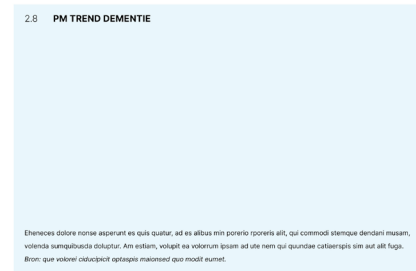 2.8 PM TREND DEMENTIE
Eheneces dolore nonse asperunt es quis quatur, ad es alibus min porerio rporeris alit, qui commodi stemque dendani musam,
volenda sumquibusda doluptur. Am estiam, volupit ea volorrum ipsam ad ute nem qui quundae catiaerspis sim aut alit fuga.
Bron: que volorei ciducipicit optaspis maionsed quo modit eumet.